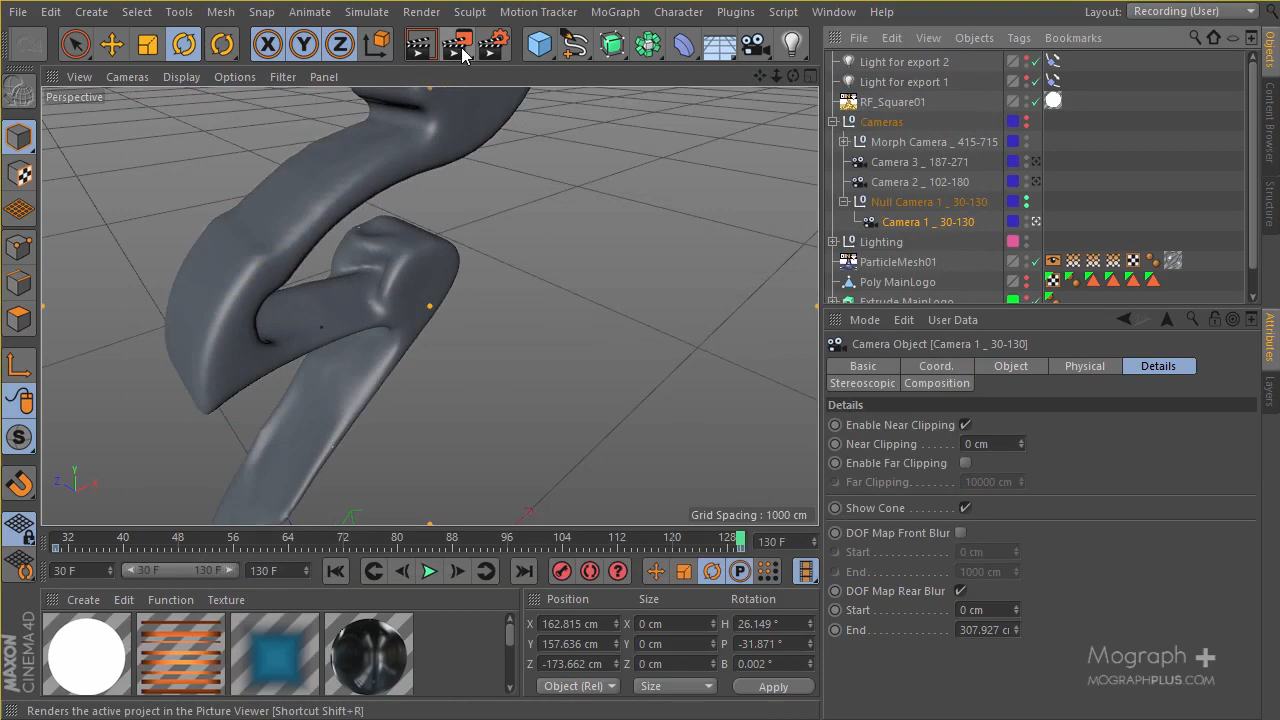 File Edit Create Select Tools Mesh Snap Animate Simulate Render Sculpt Motion Tracker MoGraph Character Plugins Script Window Help Layout: Recording (User)
X Y Z
File Edit View Objects Tags Bookmarks
Light for export 2
Light for export 1
RF_Square01
Cameras
Morph Camera _ 415-715
Camera 3 _ 187-271
Camera 2 _ 102-180
Null Camera 1 _ 30-130
Camera 1 _ 30-130
Lighting
ParticleMesh01
Poly MainLogo
Extrude MainLogo
Objects
Content Browser
Structure
View Cameras Display Options Filter Panel
Perspective
Y
Z X
Grid Spacing : 1000 cm
S
32 40 48 56 64 72 80 88 96 104 112 120 128 130 F
30 F 30 F 130 F 130 F
P
Create Edit Function Texture
MAXON
CINEMA4D
Position Size Rotation
X 162.815 cm X 0 cm H 26.149 °
Y 157.636 cm Y 0 cm P -31.871 °
Z -173.662 cm Z 0 cm B 0.002 °
Object (Rel) Size Apply
Mode Edit User Data
Camera Object [Camera 1 _ 30-130]
Basic Coord. Object Physical Details
Stereoscopic Composition
Details
Enable Near Clipping
Near Clipping . . . . . . 0 cm
Enable Far Clipping
Far Clipping . . . . . . . 10000 cm
Show Cone . . . . . . . .
DOF Map Front Blur
Start . . . . . . . . . . . . . 0 cm
End . . . . . . . . . . . . . . 1000 cm
DOF Map Rear Blur
Start . . . . . . . . . . . . . 0 cm
End . . . . . . . . . . . . . . 307.927 c
Attributes
Layers
Mograph +
MOGRAPHPLUS.COM
Renders the active project in the Picture Viewer [Shortcut Shift+R]